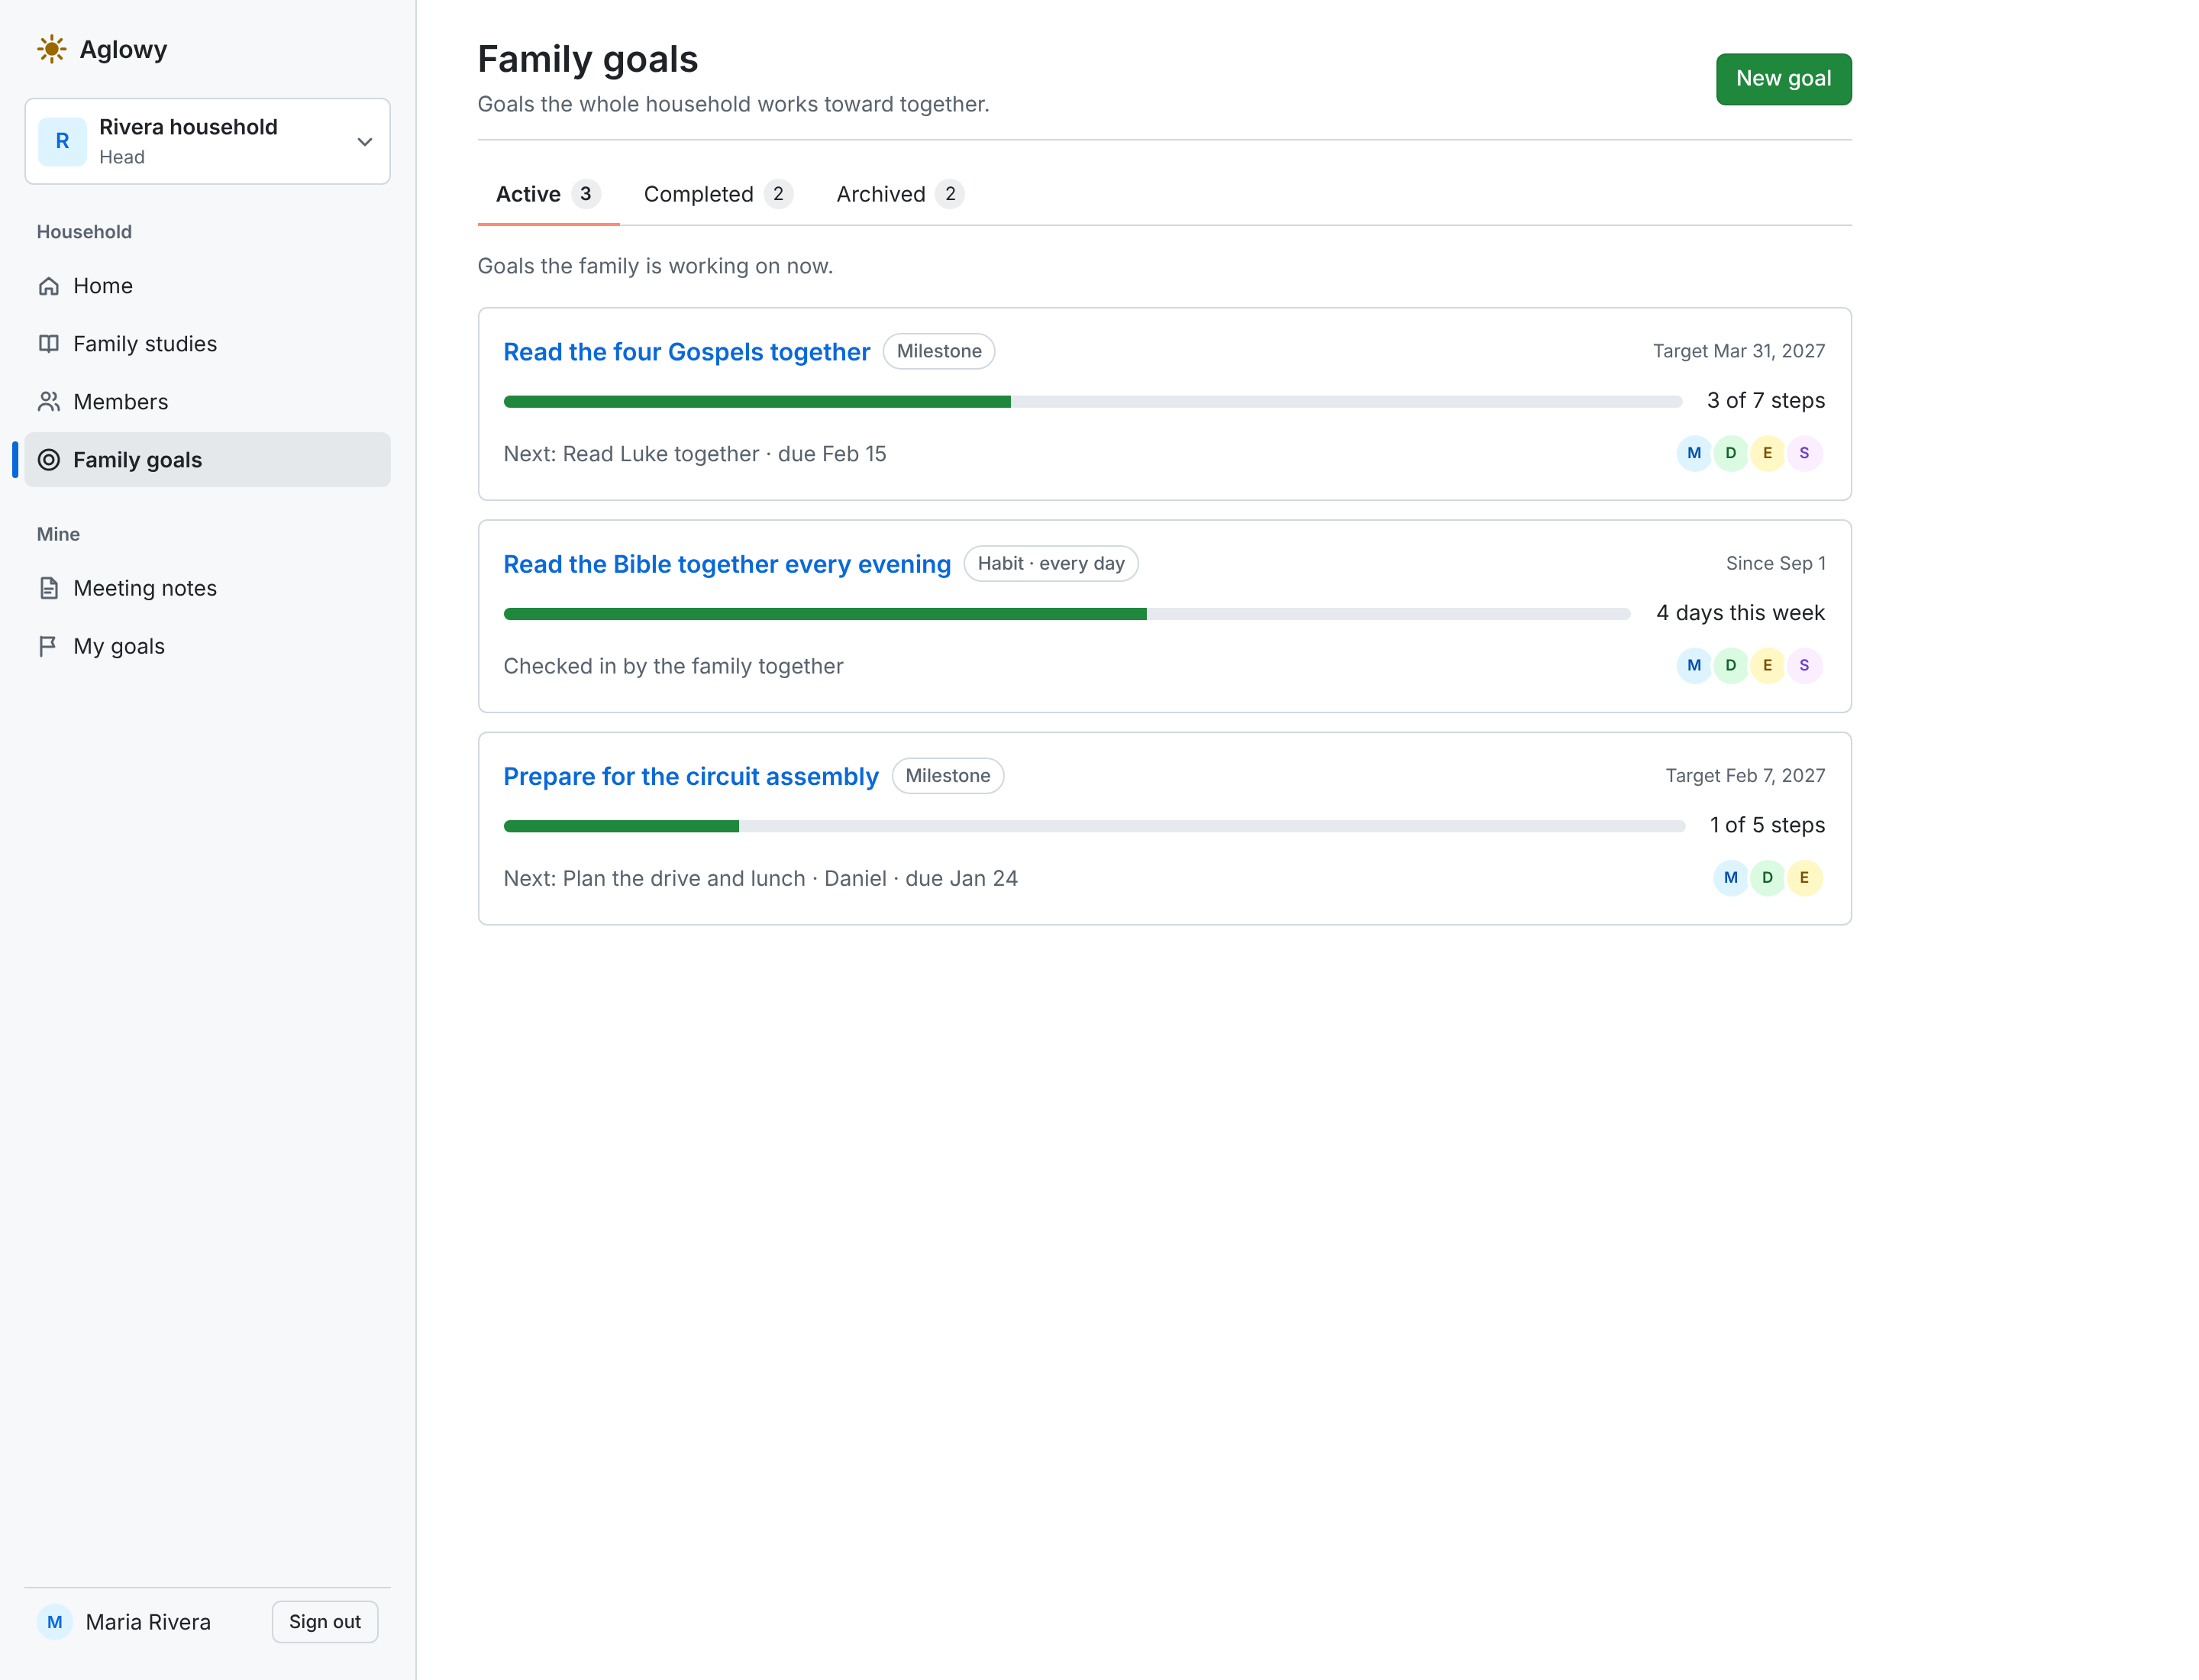 Aglowy
R
Rivera household
Head
Household
Home
Family studies
Members
Family goals
Mine
Meeting notes
My goals
M
Maria Rivera
Sign out
Family goals
Goals the whole household works toward together.
New goal
Active 3
Completed 2
Archived 2
Goals the family is working on now.
Read the four Gospels together
Milestone
Target Mar 31, 2027
3 of 7 steps
Next: Read Luke together · due Feb 15
M D E S
Read the Bible together every evening
Habit · every day
Since Sep 1
4 days this week
Checked in by the family together
M D E S
Prepare for the circuit assembly
Milestone
Target Feb 7, 2027
1 of 5 steps
Next: Plan the drive and lunch · Daniel · due Jan 24
M D E